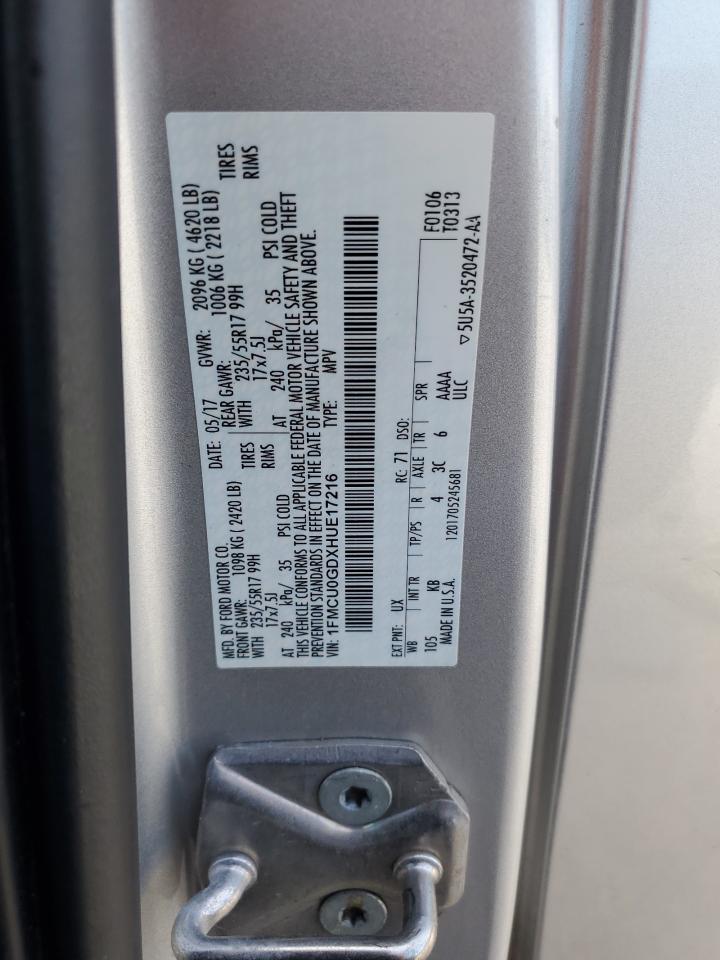 MFD. BY FORD MOTOR CO.
DATE: 05/17 GVWR: 2096 KG ( 4620 LB)
FRONT GAWR: 1098 KG ( 2420 LB)
REAR GAWR: 1006 KG ( 2218 LB)
WITH 235/55R17 99H TIRES
WITH 235/55R17 99H TIRES
17x7.5J RIMS
17x7.5J RIMS
AT 240 kPa/ 35 PSI COLD
AT 240 kPa/ 35 PSI COLD
THIS VEHICLE CONFORMS TO ALL APPLICABLE FEDERAL MOTOR VEHICLE SAFETY AND THEFT
PREVENTION STANDARDS IN EFFECT ON THE DATE OF MANUFACTURE SHOWN ABOVE.
VIN: 1FMCU0GDXHUE17216 TYPE: MPV
EXT PNT: UX RC: 71 DSO: F0106
T0313
WB INT TR TP/PS R AXLE TR SPR
105 KB 4 3C 6 AAAA
ULC
▽5U5A-3520472-AA
MADE IN U.S.A. 1201705245681